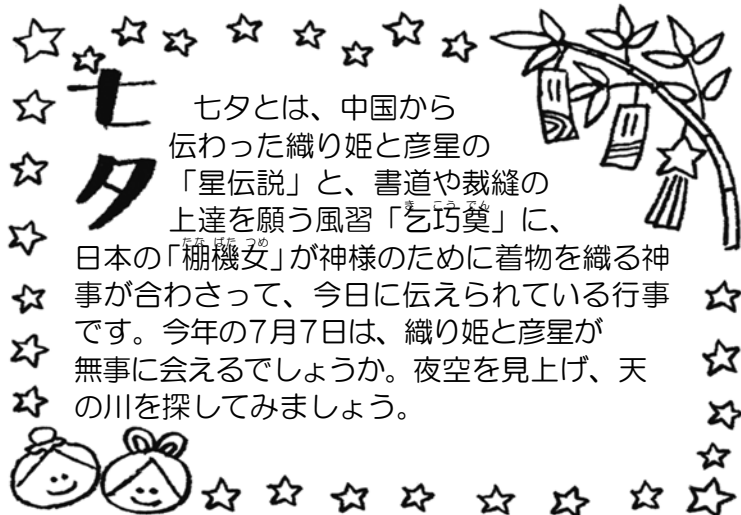 七夕
七夕とは、中国から
伝わった織り姫と彦星の
「星伝説」と、書道や裁縫の
上達を願う風習「乞巧奠」に、
日本の「棚機女」が神様のために着物を織る神
事が合わさって、今日に伝えられている行事
です。今年の7月7日は、織り姫と彦星が
無事に会えるでしょうか。夜空を見上げ、天
の川を探してみましょう。